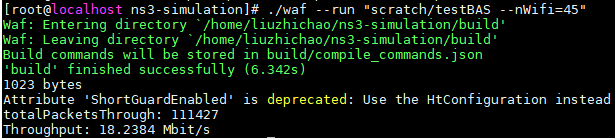 [root@localhost ns3-simulation]# ./waf --run "scratch/testBAS --nWifi=45"
Waf: Entering directory `/home/liuzhichao/ns3-simulation/build'
Waf: Leaving directory `/home/liuzhichao/ns3-simulation/build'
Build commands will be stored in build/compile_commands.json
'build' finished successfully (6.342s)
1023 bytes
Attribute 'ShortGuardEnabled' is deprecated: Use the HtConfiguration instead
totalPacketsThrough: 111427
Throughput: 18.2384 Mbit/s